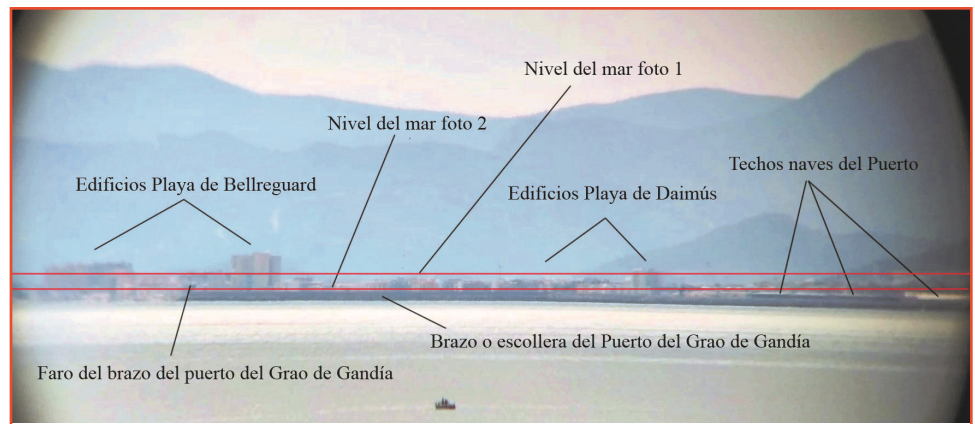 Nivel del mar foto 1
Nivel del mar foto 2
Techos naves del Puerto
Edificios Playa de Bellreguard
Edificios Playa de Daimús
Brazo o escollera del Puerto del Grao de Gandía
Faro del brazo del puerto del Grao de Gandía